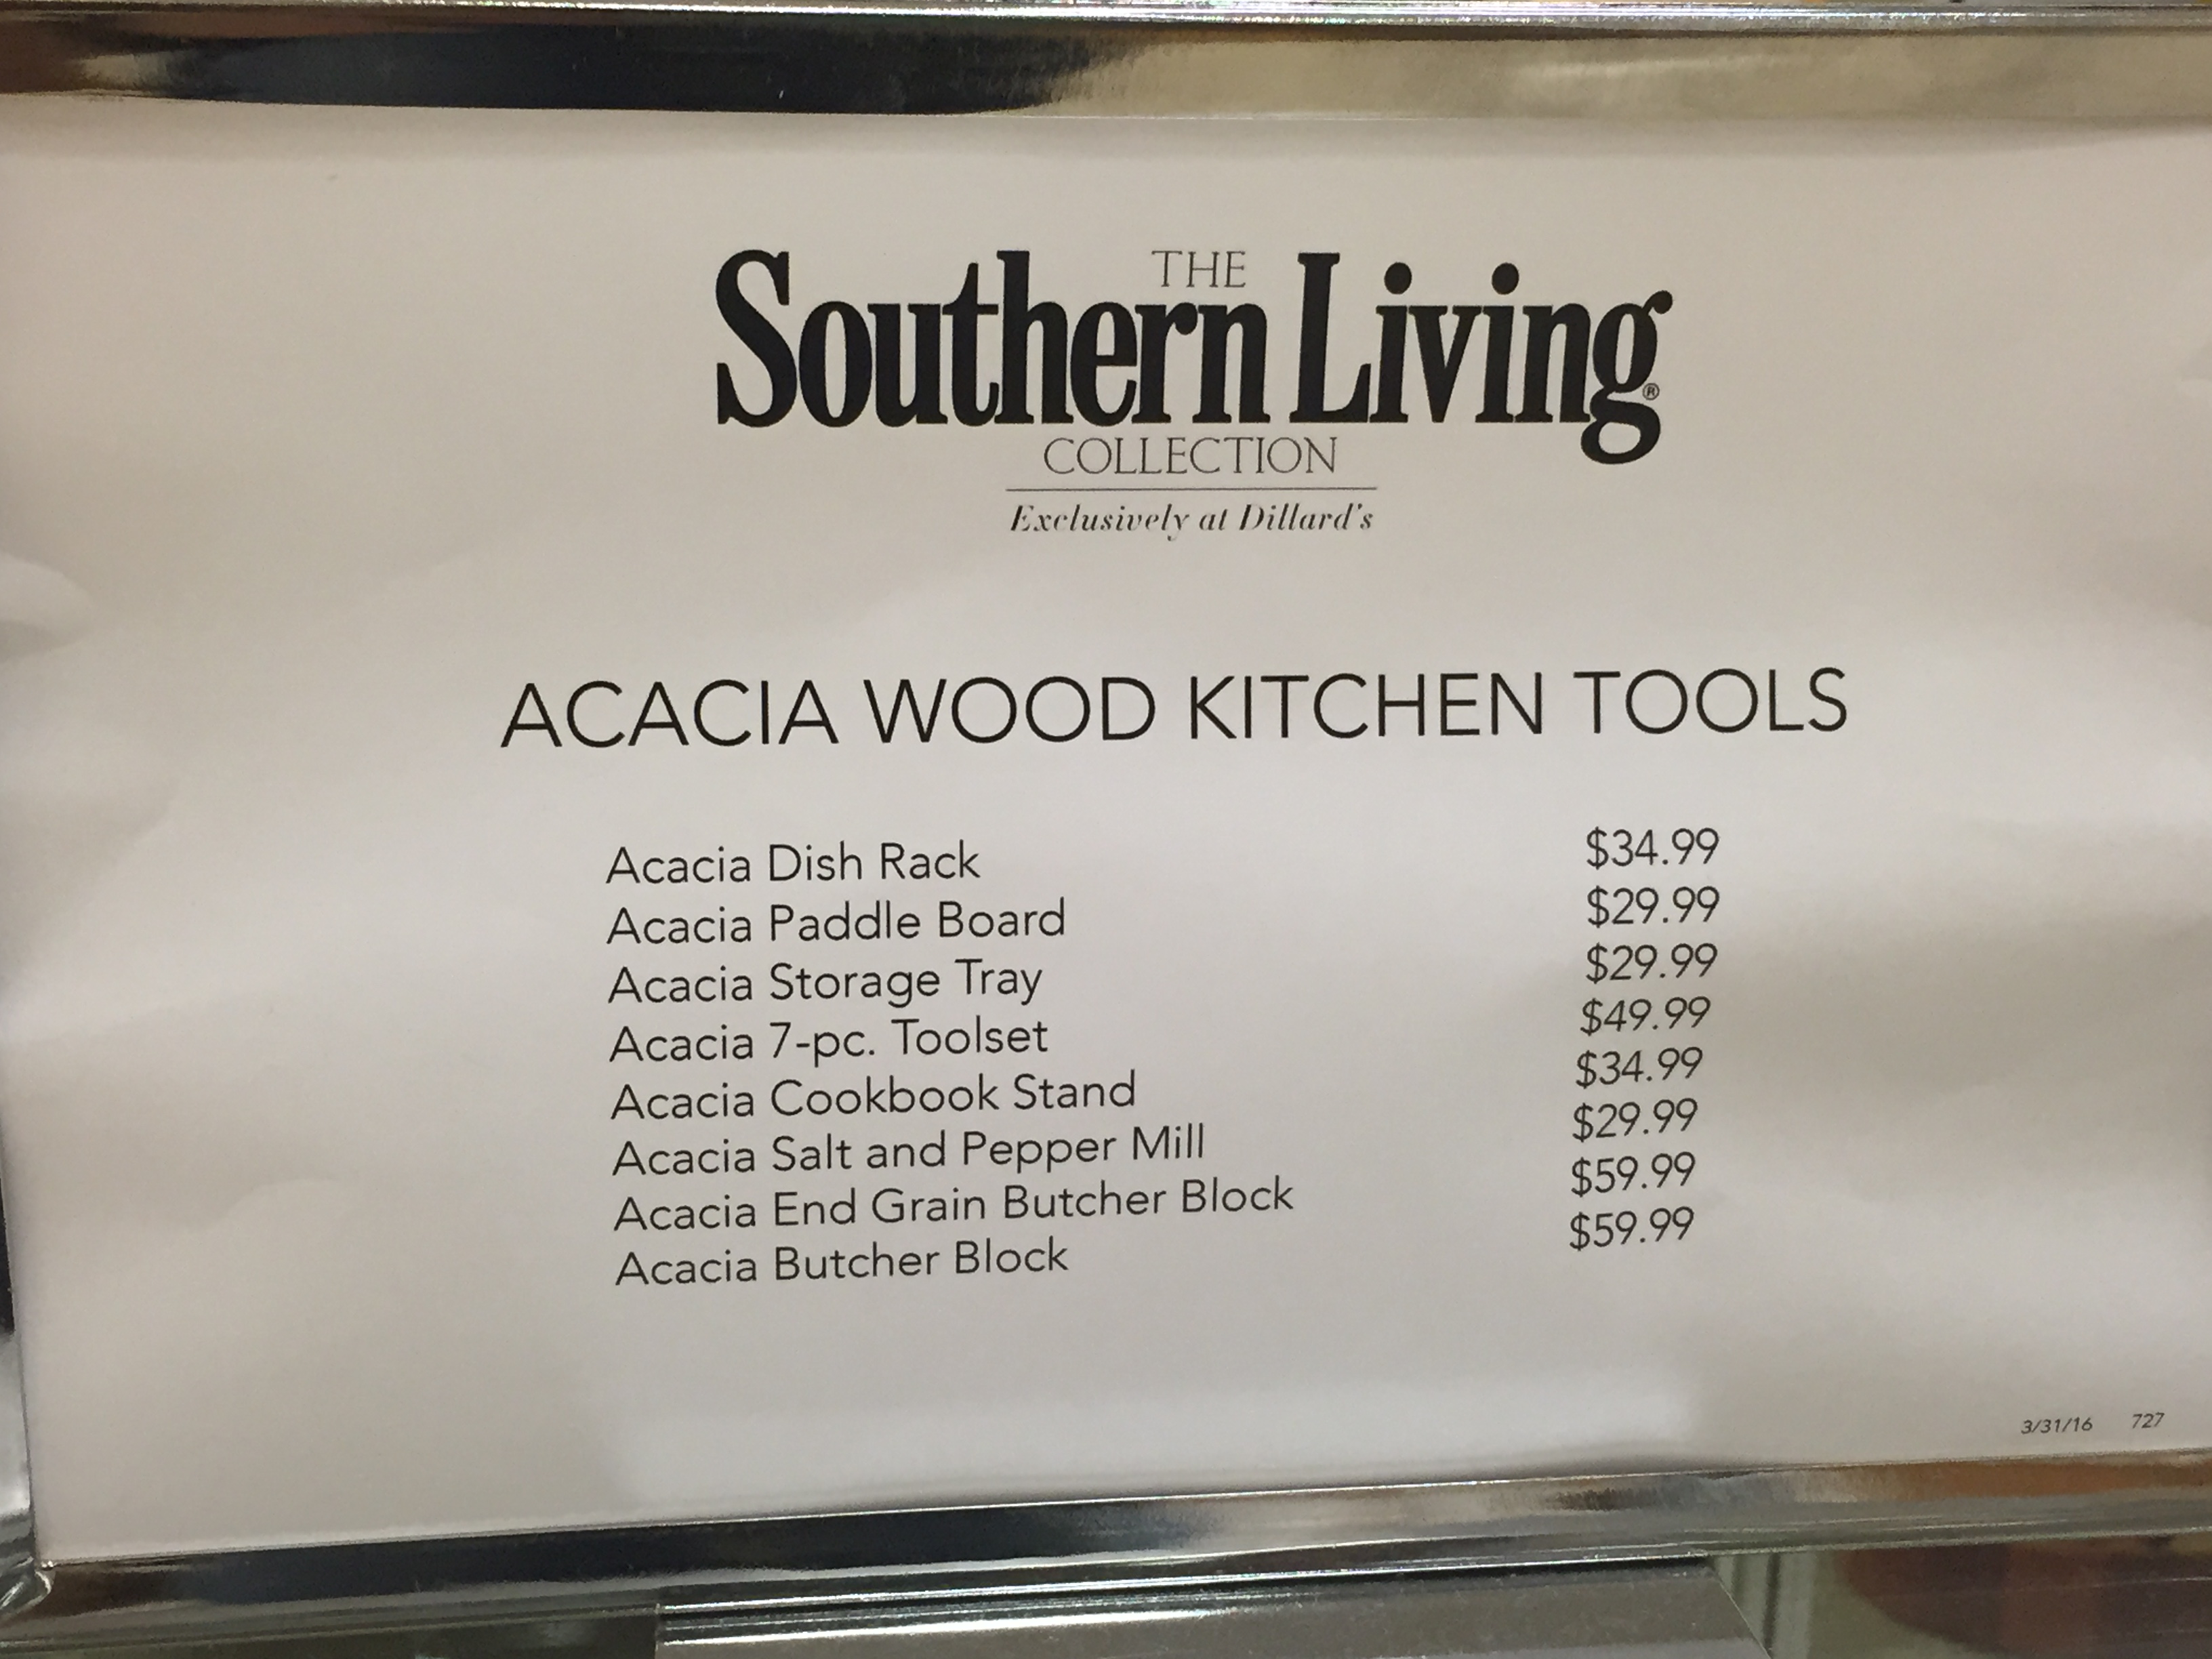 THE
Southern Living®
COLLECTION
Exclusively at Dillard's
ACACIA WOOD KITCHEN TOOLS
Acacia Dish Rack $34.99
Acacia Paddle Board $29.99
Acacia Storage Tray $29.99
Acacia 7-pc. Toolset $49.99
Acacia Cookbook Stand $34.99
Acacia Salt and Pepper Mill $29.99
Acacia End Grain Butcher Block $59.99
Acacia Butcher Block $59.99
3/31/16 727